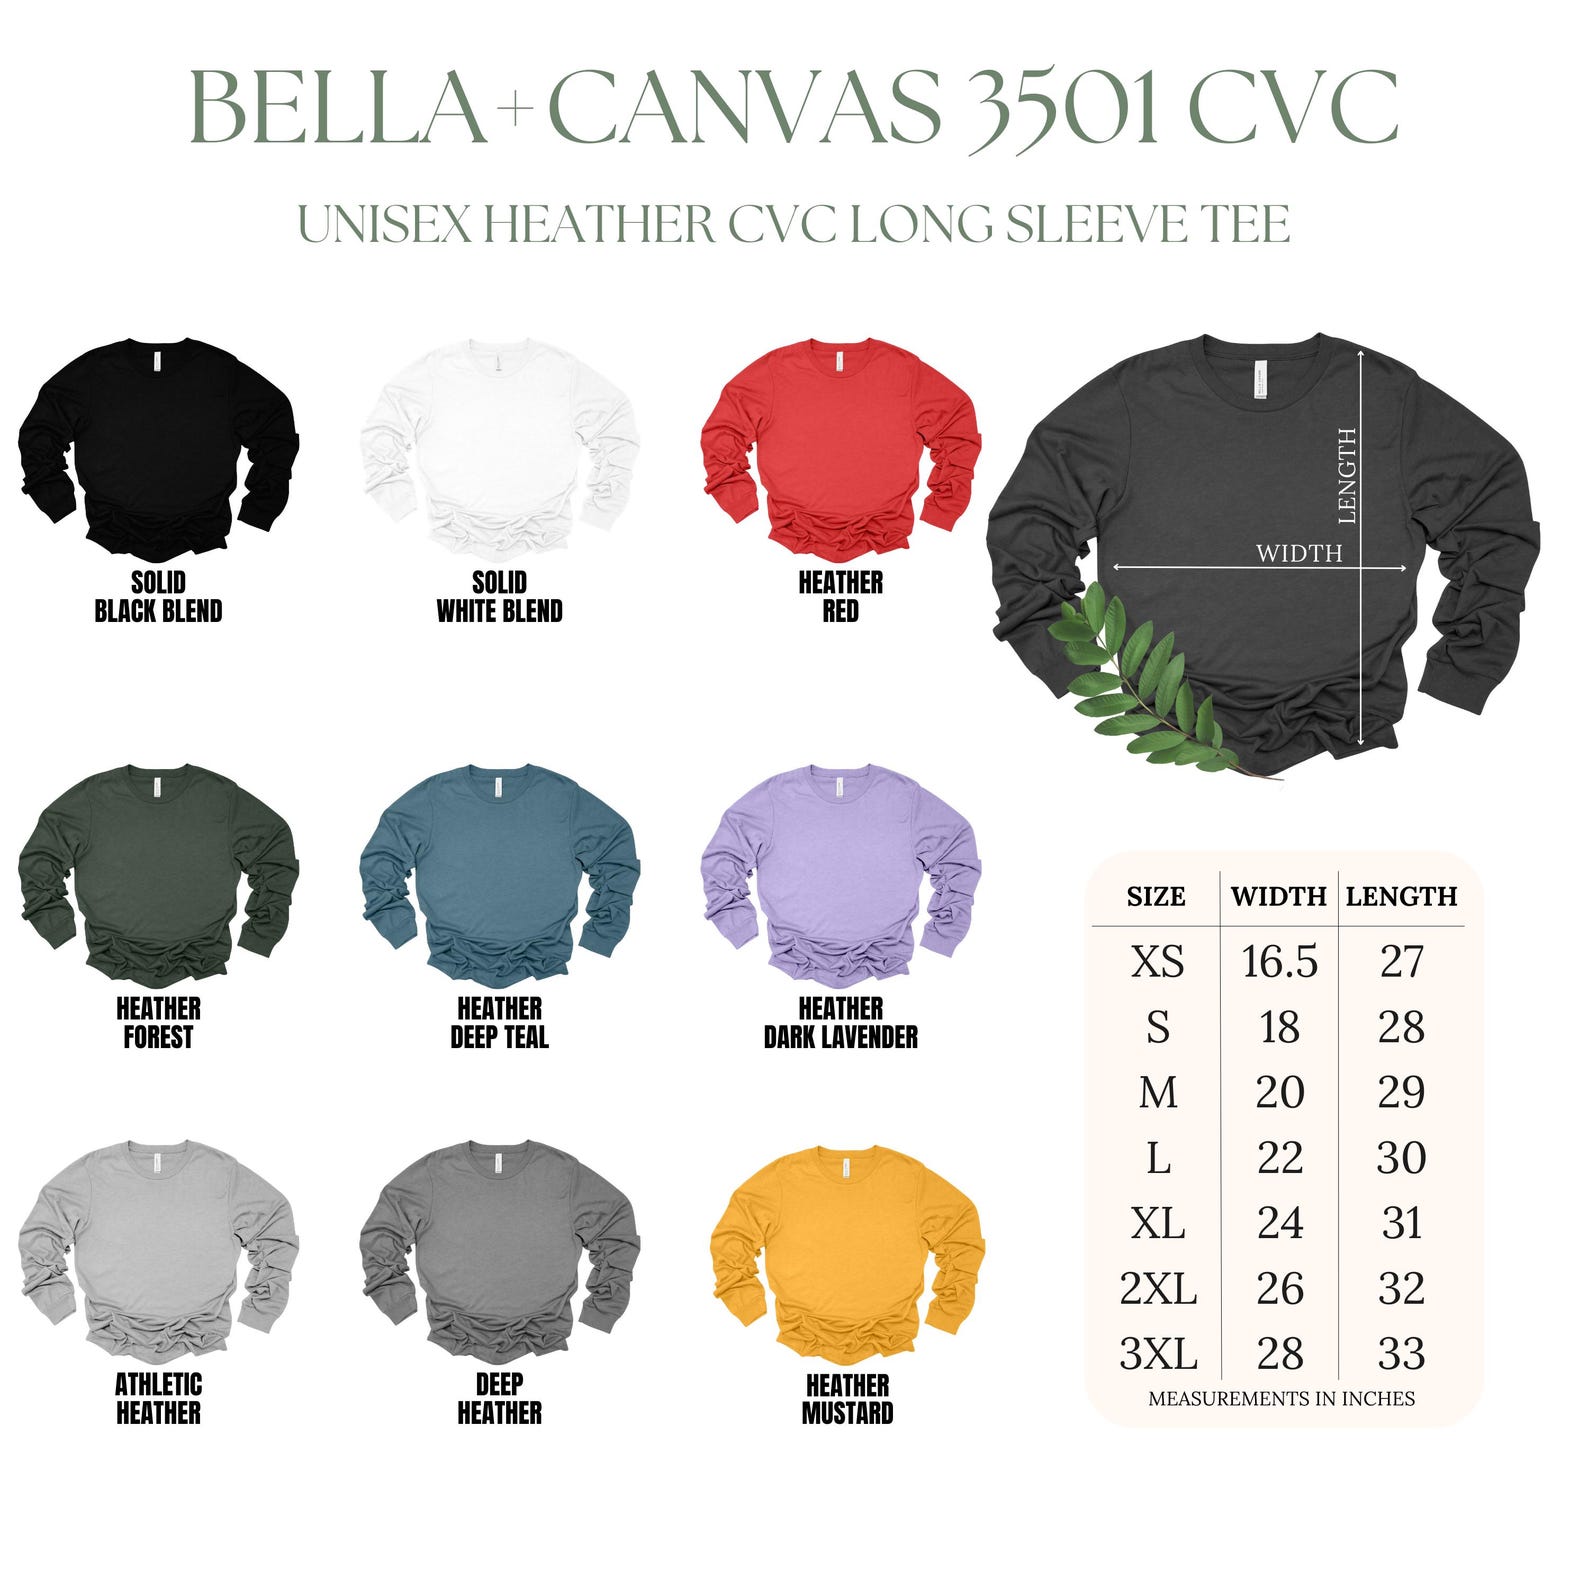 BELLA+CANVAS 3501 CVC
UNISEX HEATHER CVC LONG SLEEVE TEE
SOLID
BLACK BLEND
SOLID
WHITE BLEND
HEATHER
RED
LENGTH
WIDTH
HEATHER
FOREST
HEATHER
DEEP TEAL
HEATHER
DARK LAVENDER
ATHLETIC
HEATHER
DEEP
HEATHER
HEATHER
MUSTARD
SIZE WIDTH LENGTH
XS 16.5 27
S 18 28
M 20 29
L 22 30
XL 24 31
2XL 26 32
3XL 28 33
MEASUREMENTS IN INCHES